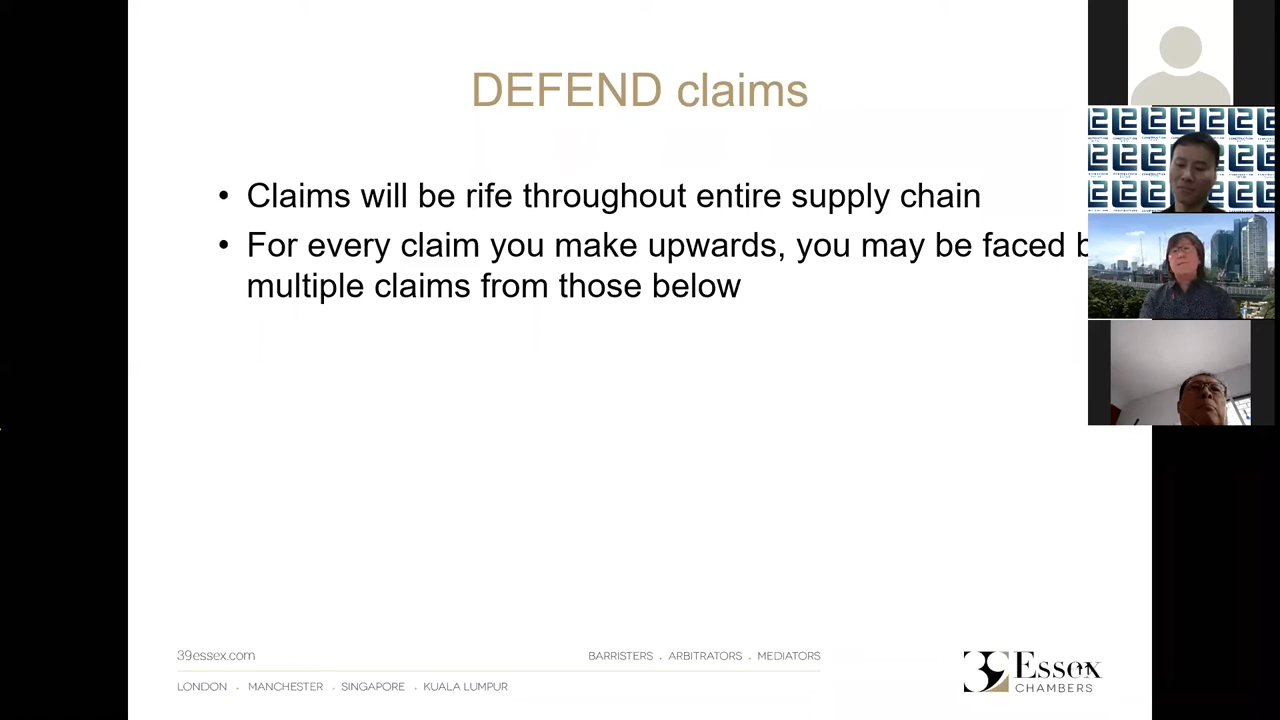 DEFEND claims
• Claims will be rife throughout entire supply chain
• For every claim you make upwards, you may be faced
multiple claims from those below
39essex.com
BARRISTERS . ARBITRATORS . MEDIATORS
LONDON . MANCHESTER . SINGAPORE . KUALA LUMPUR
39 Essex
CHAMBERS